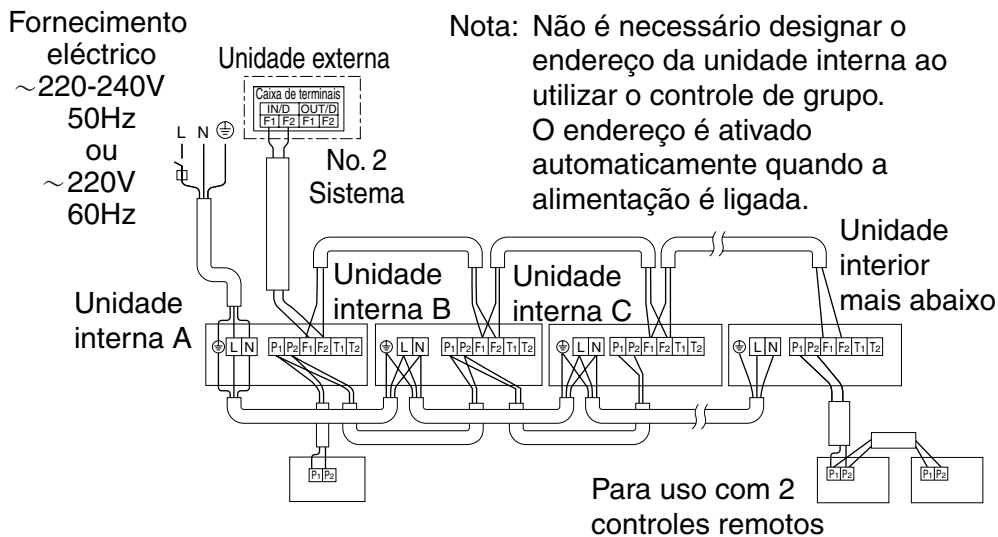 Fornecimento
eléctrico
~220-240V
50Hz
ou
~220V
60Hz
L N
Unidade externa
Caixa de terminais
IN/D OUT/D
F1 F2 F1 F2
No. 2
Sistema
Nota: Não é necessário designar o
endereço da unidade interna ao
utilizar o controle de grupo.
O endereço é ativado
automaticamente quando a
alimentação é ligada.
Unidade
interna A
Unidade
interna B
Unidade
interna C
Unidade
interior
mais abaixo
L N P1 P2 F1 F2 T1 T2
L N P1 P2 F1 F2 T1 T2
L N P1 P2 F1 F2 T1 T2
L N P1 P2 F1 F2 T1 T2
P1 P2
P1 P2
P1 P2
Para uso com 2
controles remotos